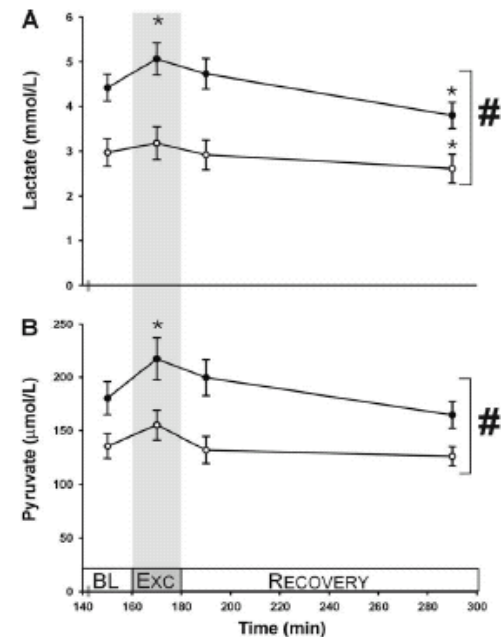 A
Lactate (mmol/L)
6
5
4
3
2
1
0
*
*
*
#
B
Pyruvate (μmol/L)
250
200
150
100
50
0
*
#
BL EXC RECOVERY
140 160 180 200 220 240 260 280 300
Time (min)